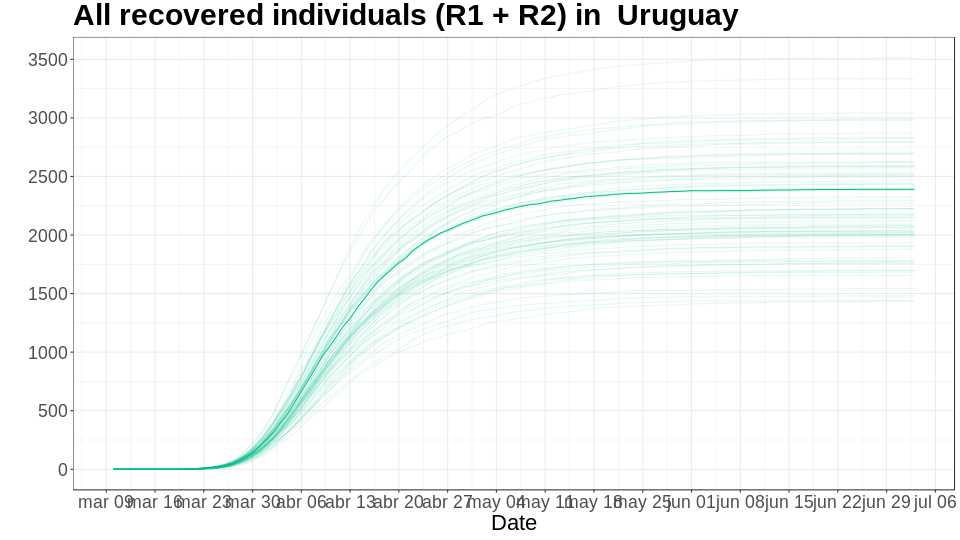 All recovered individuals (R1 + R2) in  Uruguay
3500
3000
2500
2000
1500
1000
500
0
mar 09 mar 16 mar 23 mar 30 abr 06 abr 13 abr 20 abr 27 may 04 may 11 may 18 may 25 jun 01 jun 08 jun 15 jun 22 jun 29 jul 06
Date